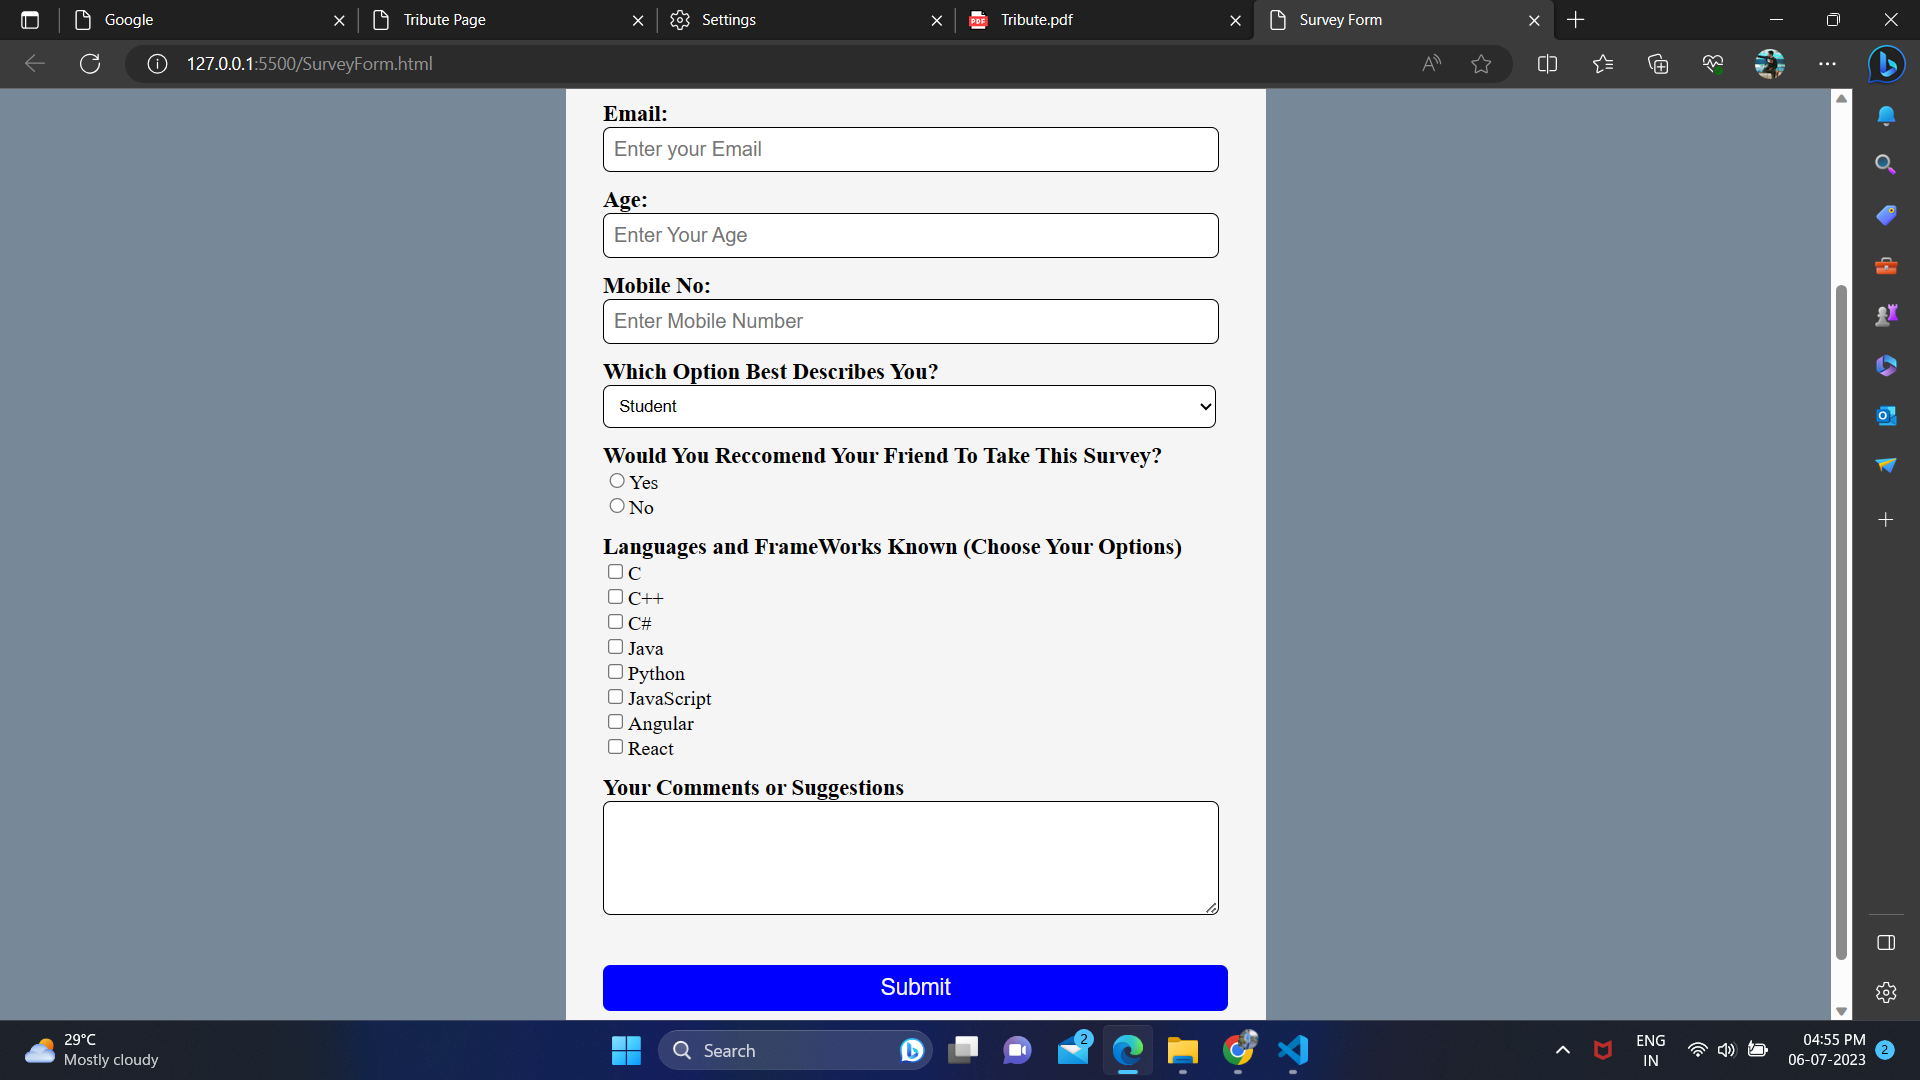 Google
Tribute Page
Settings
Tribute.pdf
Survey Form
127.0.0.1:5500/SurveyForm.html
Email:
Enter your Email
Age:
Enter Your Age
Mobile No:
Enter Mobile Number
Which Option Best Describes You?
Student
Would You Reccomend Your Friend To Take This Survey?
Yes
No
Languages and FrameWorks Known (Choose Your Options)
C
C++
C#
Java
Python
JavaScript
Angular
React
Your Comments or Suggestions
Submit
29°C
Mostly cloudy
Search
2
ENG
IN
04:55 PM
06-07-2023
2